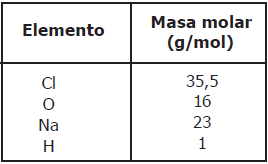 Elemento Masa molar (g/mol)
Cl 35,5
O 16
Na 23
H 1